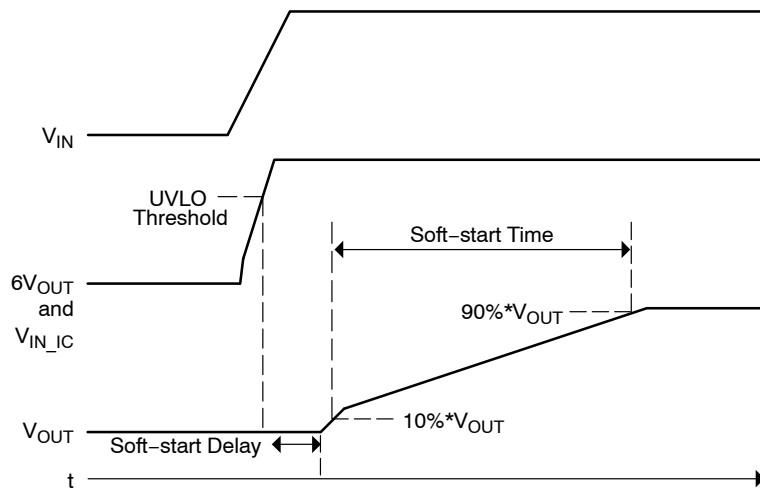 V_IN
UVLO
Threshold
Soft−start Time
6V_OUT
and
V_IN_IC
90%*V_OUT
10%*V_OUT
V_OUT
Soft−start Delay
t